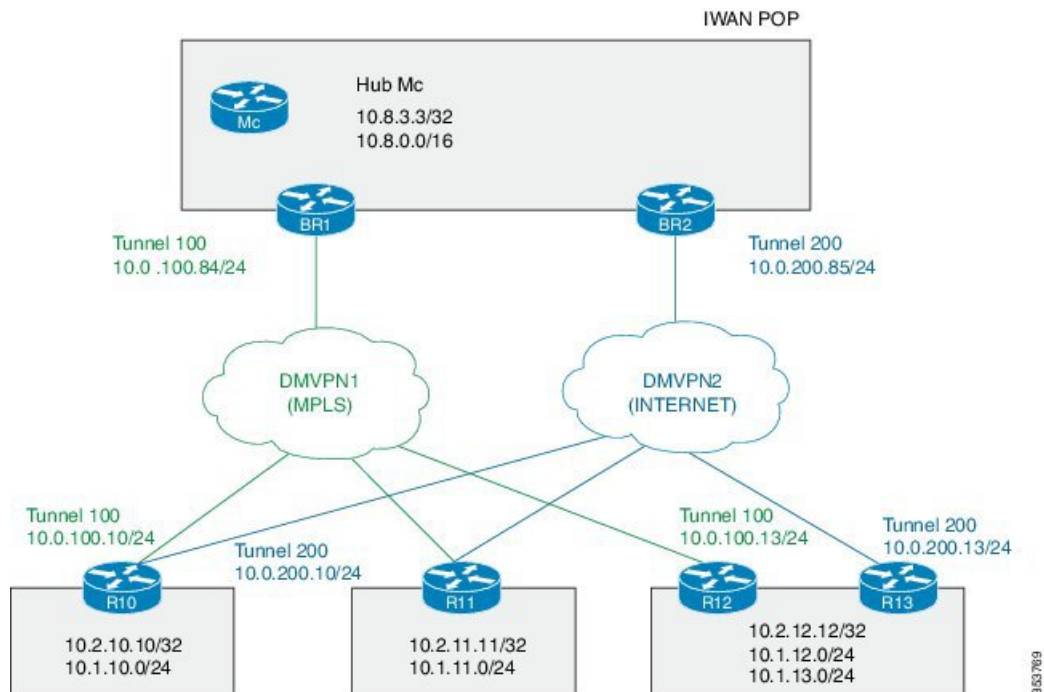 IWAN POP
Hub Mc
10.8.3.3/32
10.8.0.0/16
Mc
BR1
BR2
Tunnel 100
10.0 .100.84/24
Tunnel 200
10.0.200.85/24
DMVPN1
(MPLS)
DMVPN2
(INTERNET)
Tunnel 100
10.0.100.10/24
Tunnel 200
10.0.200.10/24
Tunnel 100
10.0.100.13/24
Tunnel 200
10.0.200.13/24
R10
R11
R12
R13
10.2.10.10/32
10.1.10.0/24
10.2.11.11/32
10.1.11.0/24
10.2.12.12/32
10.1.12.0/24
10.1.13.0/24
353769